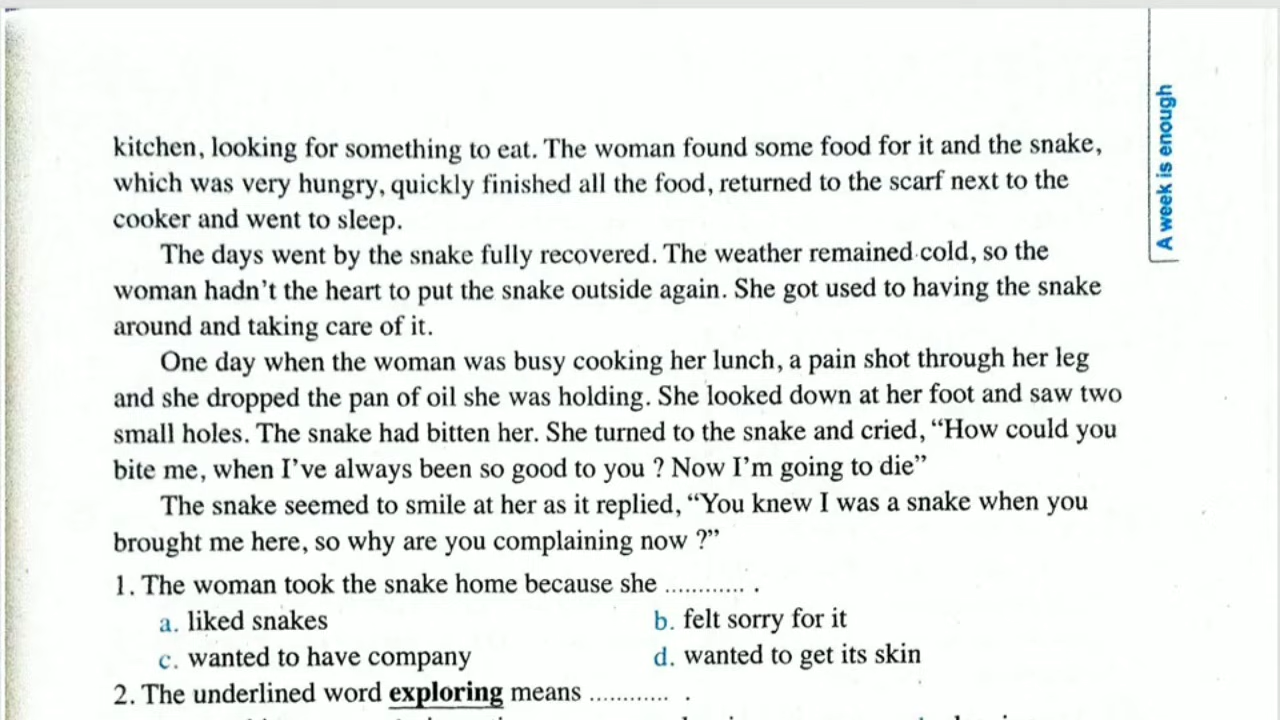 A week is enough
kitchen, looking for something to eat. The woman found some food for it and the snake,
which was very hungry, quickly finished all the food, returned to the scarf next to the
cooker and went to sleep.
The days went by the snake fully recovered. The weather remained cold, so the
woman hadn't the heart to put the snake outside again. She got used to having the snake
around and taking care of it.
One day when the woman was busy cooking her lunch, a pain shot through her leg
and she dropped the pan of oil she was holding. She looked down at her foot and saw two
small holes. The snake had bitten her. She turned to the snake and cried, “How could you
bite me, when I've always been so good to you ? Now I'm going to die”
The snake seemed to smile at her as it replied, “You knew I was a snake when you
brought me here, so why are you complaining now ?”
1. The woman took the snake home because she ............ .
a. liked snakes b. felt sorry for it
c. wanted to have company d. wanted to get its skin
2. The underlined word exploring means ............ .